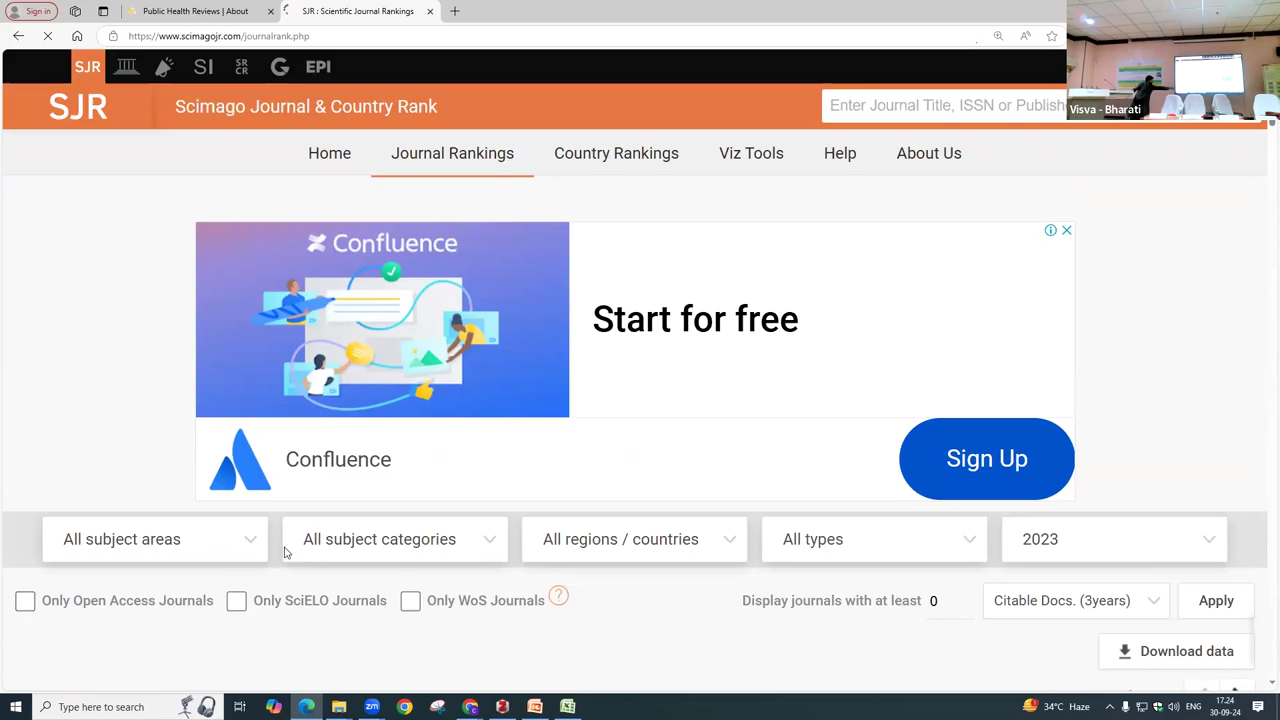 Sign in
Public Health Reviews | About
SJR : Scientific Journal Rankings
https://www.scimagojr.com/journalrank.php
SJR
SI
SR
CR
G
EPI
SJR
Scimago Journal & Country Rank
Enter Journal Title, ISSN or Publish
Visva - Bharati
Home
Journal Rankings
Country Rankings
Viz Tools
Help
About Us
Confluence
Start for free
Confluence
Sign Up
All subject areas
All subject categories
All regions / countries
All types
2023
Only Open Access Journals
Only SciELO Journals
Only WoS Journals
?
Display journals with at least
0
Citable Docs. (3years)
Apply
Download data
Type here to search
34°C Haze
ENG
17.24
30-09-24